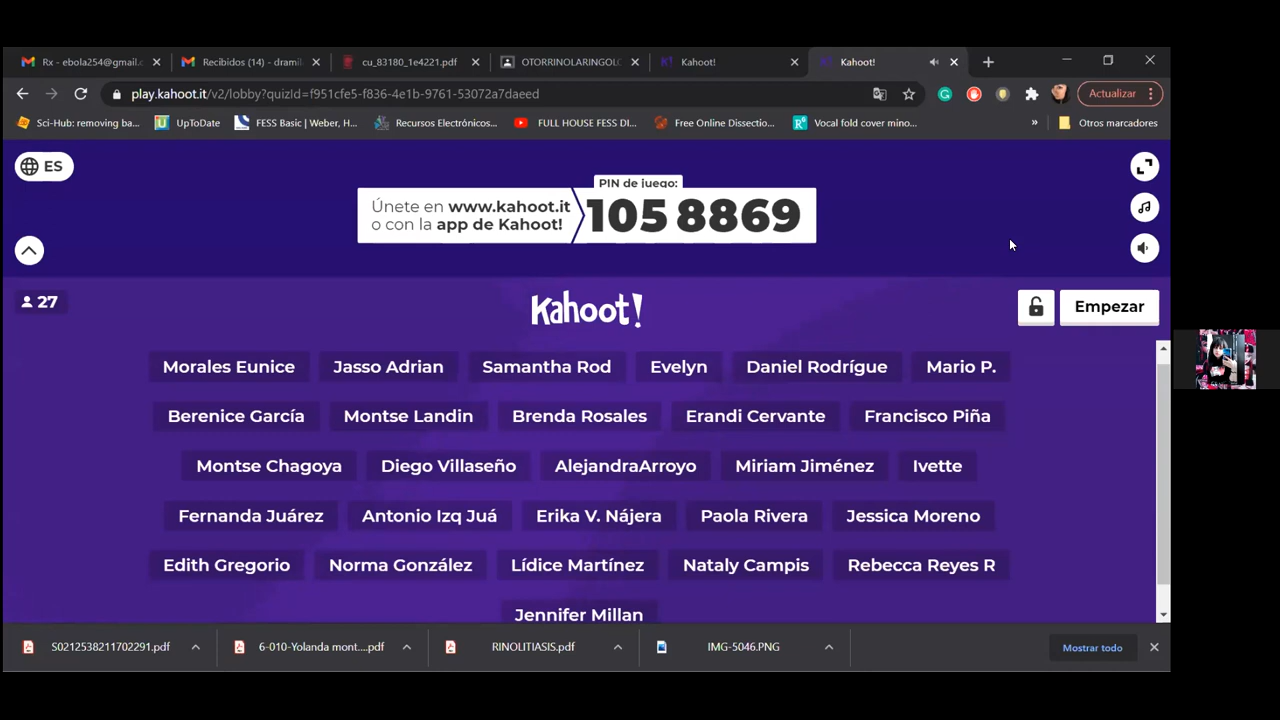 Rx - ebola254@gmail.c Recibidos (14) - dramil cu_83180_1e4221.pdf OTORRINOLARINGOLO Kahoot! Kahoot!
play.kahoot.it/v2/lobby?quizId=f951cfe5-f836-4e1b-9761-53072a7daeed Actualizar
Sci-Hub: removing ba... UpToDate FESS Basic | Weber, H... Recursos Electrónicos... FULL HOUSE FESS DI... Free Online Dissectio... Vocal fold cover mino... » Otros marcadores
ES
PIN de juego:
Únete en www.kahoot.it
o con la app de Kahoot!
105 8869
27
Kahoot!
Empezar
Morales Eunice Jasso Adrian Samantha Rod Evelyn Daniel Rodrígue Mario P.
Berenice García Montse Landin Brenda Rosales Erandi Cervante Francisco Piña
Montse Chagoya Diego Villaseño AlejandraArroyo Miriam Jiménez Ivette
Fernanda Juárez Antonio Izq Juá Erika V. Nájera Paola Rivera Jessica Moreno
Edith Gregorio Norma González Lídice Martínez Nataly Campis Rebecca Reyes R
Jennifer Millan
S0212538211702291.pdf 6-010-Yolanda mont....pdf RINOLITIASIS.pdf IMG-5046.PNG Mostrar todo